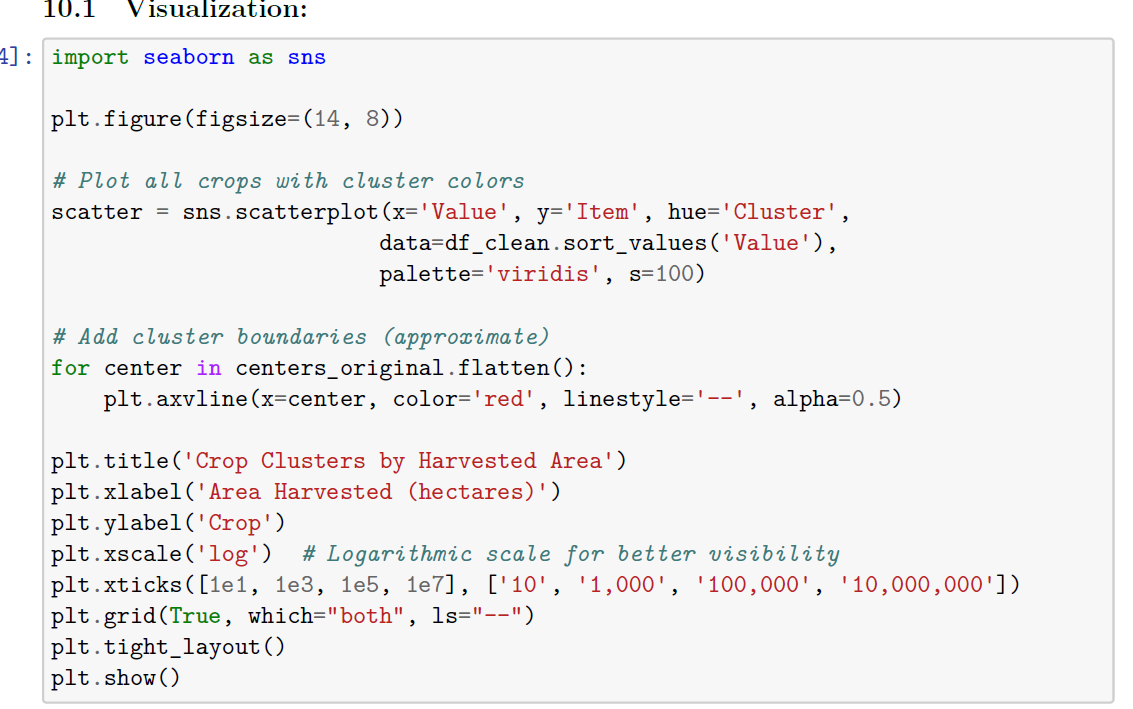 10.1 Visualization:
4]: import seaborn as sns
plt.figure(figsize=(14, 8))
# Plot all crops with cluster colors
scatter = sns.scatterplot(x='Value', y='Item', hue='Cluster',
                         data=df_clean.sort_values('Value'),
                         palette='viridis', s=100)
# Add cluster boundaries (approximate)
for center in centers_original.flatten():
    plt.axvline(x=center, color='red', linestyle='--', alpha=0.5)
plt.title('Crop Clusters by Harvested Area')
plt.xlabel('Area Harvested (hectares)')
plt.ylabel('Crop')
plt.xscale('log')  # Logarithmic scale for better visibility
plt.xticks([1e1, 1e3, 1e5, 1e7], ['10', '1,000', '100,000', '10,000,000'])
plt.grid(True, which="both", ls="--")
plt.tight_layout()
plt.show()